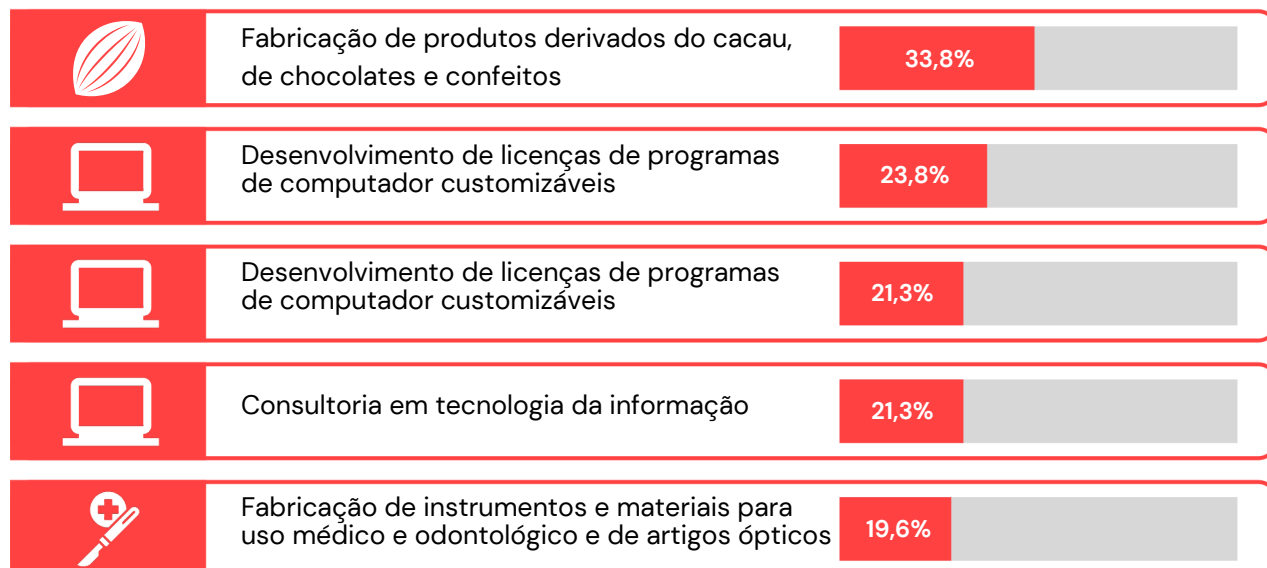 Fabricação de produtos derivados do cacau,
de chocolates e confeitos
33,8%
Desenvolvimento de licenças de programas
de computador customizáveis
23,8%
Desenvolvimento de licenças de programas
de computador customizáveis
21,3%
Consultoria em tecnologia da informação
21,3%
Fabricação de instrumentos e materiais para
uso médico e odontológico e de artigos ópticos
19,6%